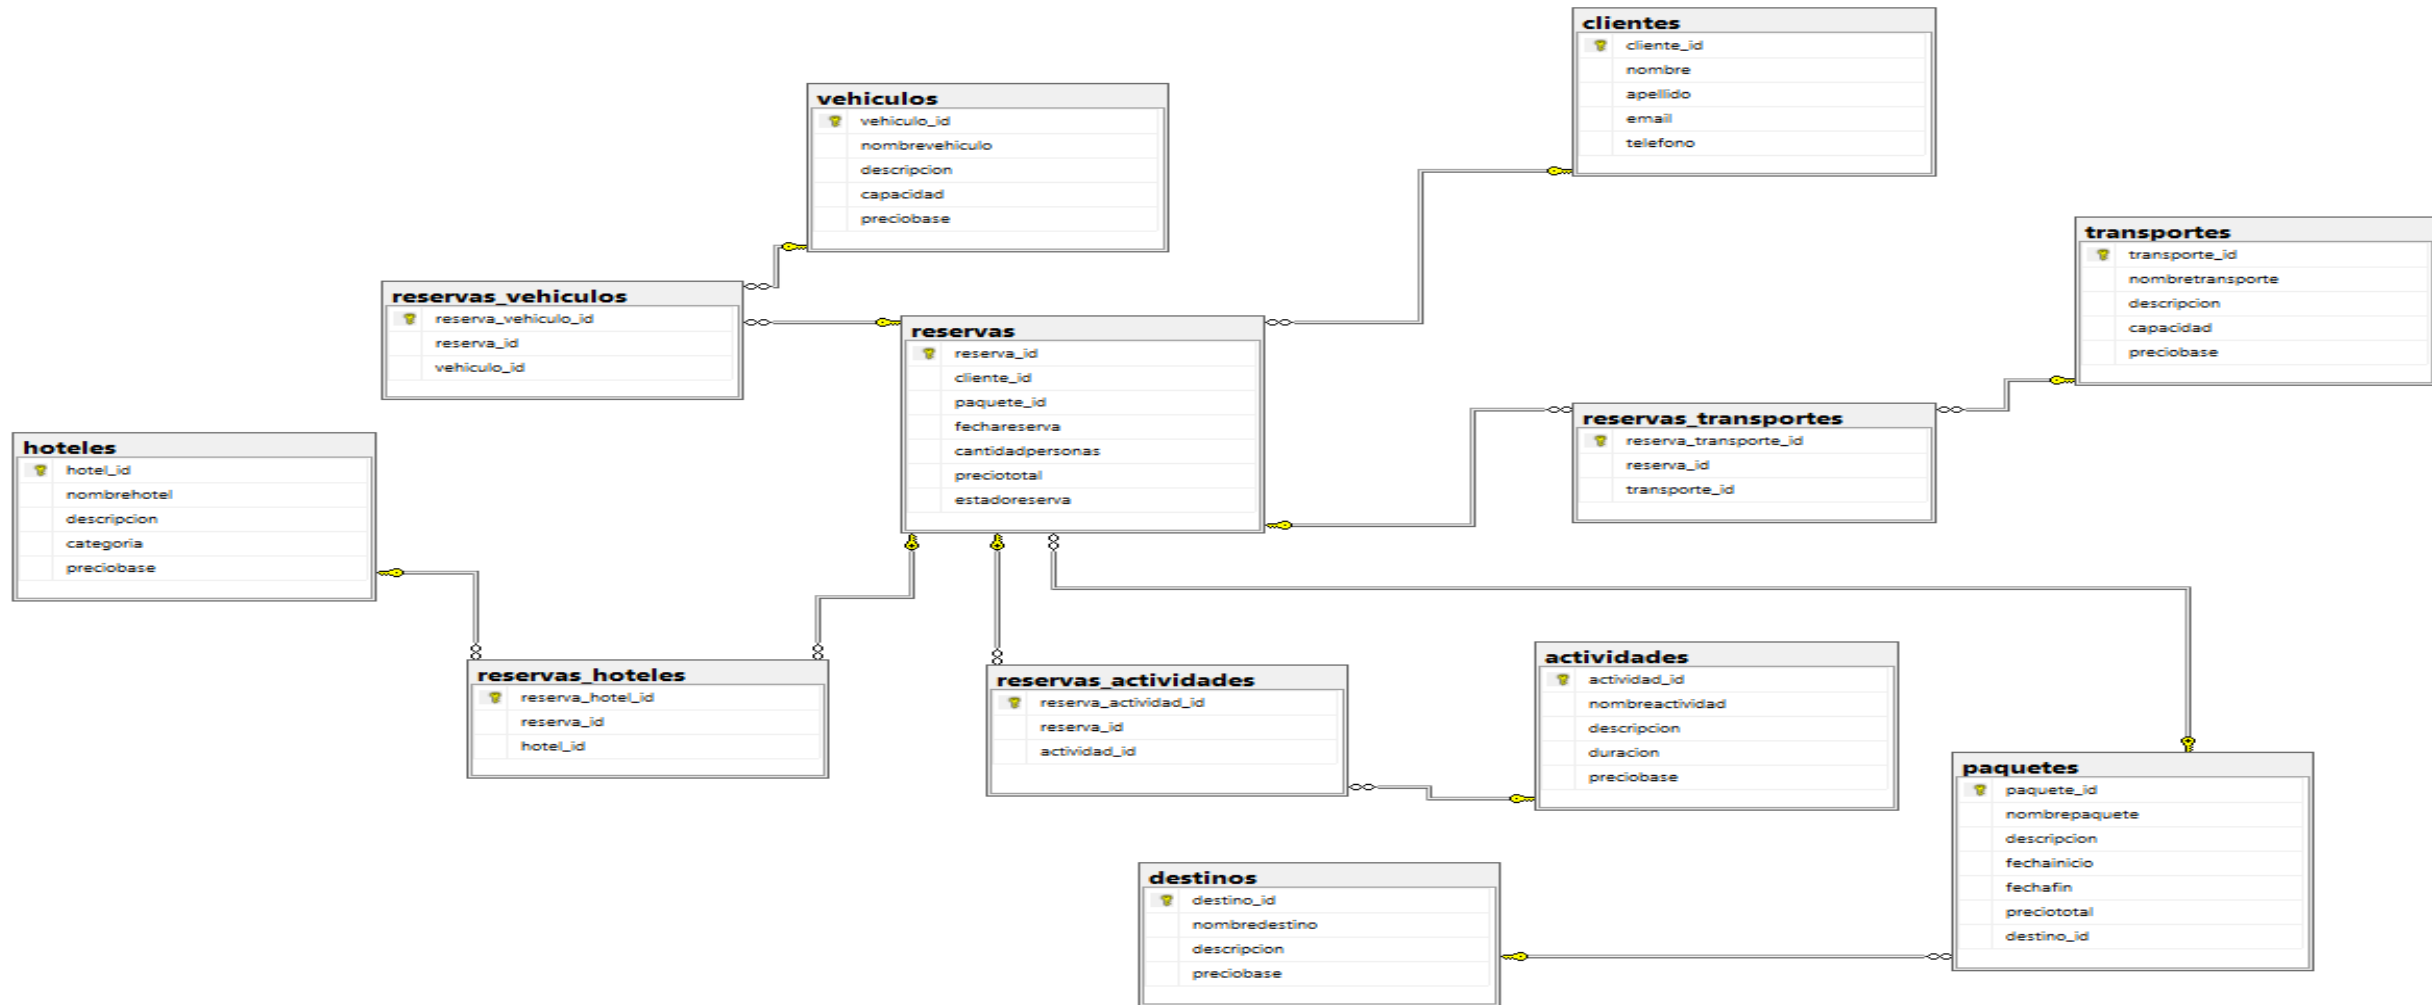 clientes
cliente_id
nombre
apellido
email
telefono
vehiculos
vehiculo_id
nombrevehiculo
descripcion
capacidad
preciobase
transportes
transporte_id
nombretransporte
descripcion
capacidad
preciobase
reservas_vehiculos
reserva_vehiculo_id
reserva_id
vehiculo_id
reservas
reserva_id
cliente_id
paquete_id
fechareserva
cantidadpersonas
preciototal
estadoreserva
reservas_transportes
reserva_transporte_id
reserva_id
transporte_id
hoteles
hotel_id
nombrehotel
descripcion
categoria
preciobase
reservas_hoteles
reserva_hotel_id
reserva_id
hotel_id
reservas_actividades
reserva_actividad_id
reserva_id
actividad_id
actividades
actividad_id
nombreactividad
descripcion
duracion
preciobase
paquetes
paquete_id
nombrepaquete
descripcion
fechainicio
fechafin
preciototal
destino_id
destinos
destino_id
nombredestino
descripcion
preciobase